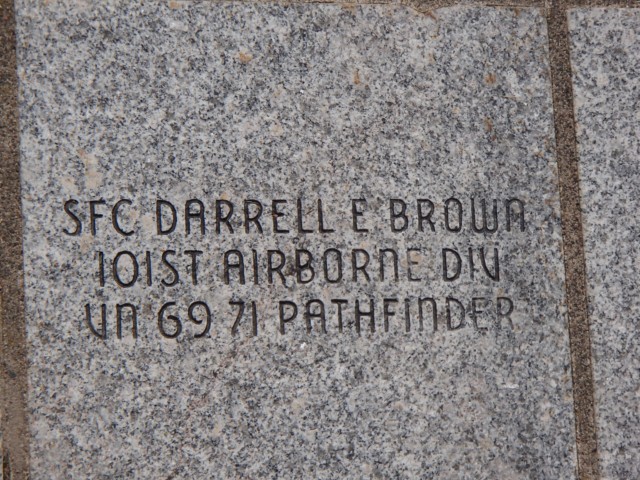 SFC DARRELL E BROWN
101ST AIRBORNE DIV
VN 69 71 PATHFINDER